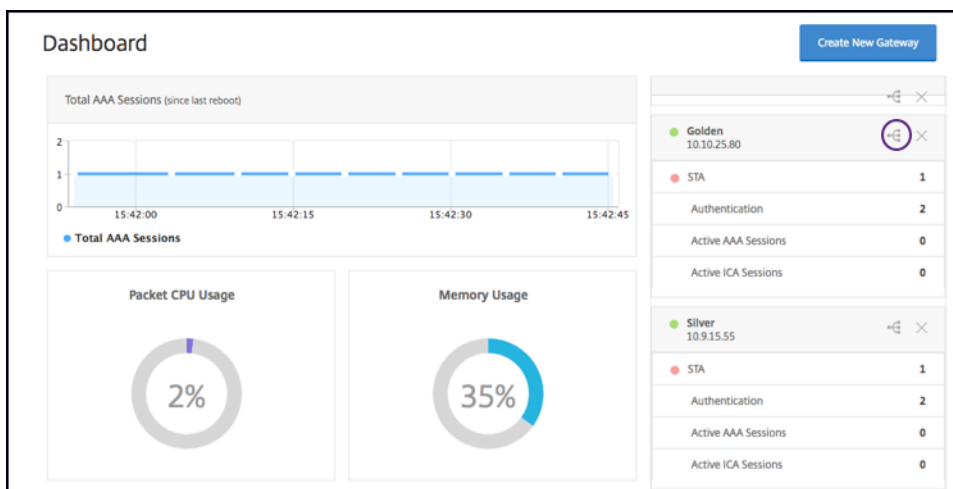 Dashboard
Create New Gateway
Total AAA Sessions (since last reboot)
2
1
0
15:42:00 15:42:15 15:42:30 15:42:45
Total AAA Sessions
Packet CPU Usage
2%
Memory Usage
35%
Golden
10.10.25.80
STA 1
Authentication 2
Active AAA Sessions 0
Active ICA Sessions 0
Silver
10.9.15.55
STA 1
Authentication 2
Active AAA Sessions 0
Active ICA Sessions 0